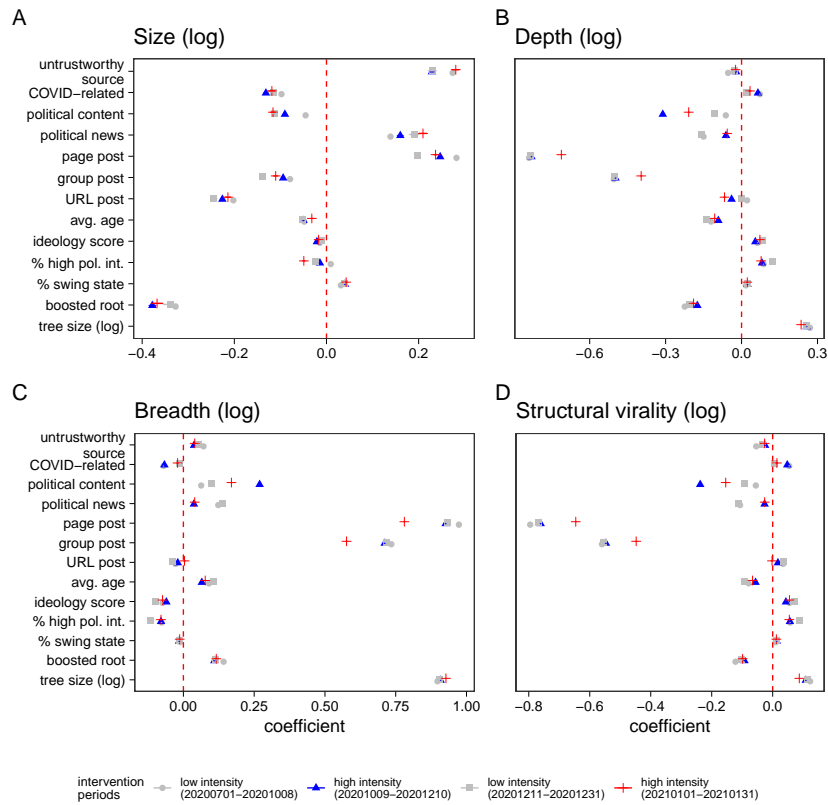 A
Size (log)
B
Depth (log)
untrustworthy
source
COVID−related
political content
political news
page post
group post
URL post
avg. age
ideology score
% high pol. int.
% swing state
boosted root
tree size (log)
−0.4
−0.2
0.0
0.2
−0.6
−0.3
0.0
0.3
C
Breadth (log)
D
Structural virality (log)
untrustworthy
source
COVID−related
political content
political news
page post
group post
URL post
avg. age
ideology score
% high pol. int.
% swing state
boosted root
tree size (log)
0.00
0.25
0.50
0.75
1.00
−0.8
−0.6
−0.4
−0.2
0.0
coefficient
coefficient
intervention
periods
low intensity
(20200701−20201008)
high intensity
(20201009−20201210)
low intensity
(20201211−20201231)
high intensity
(20210101−20210131)